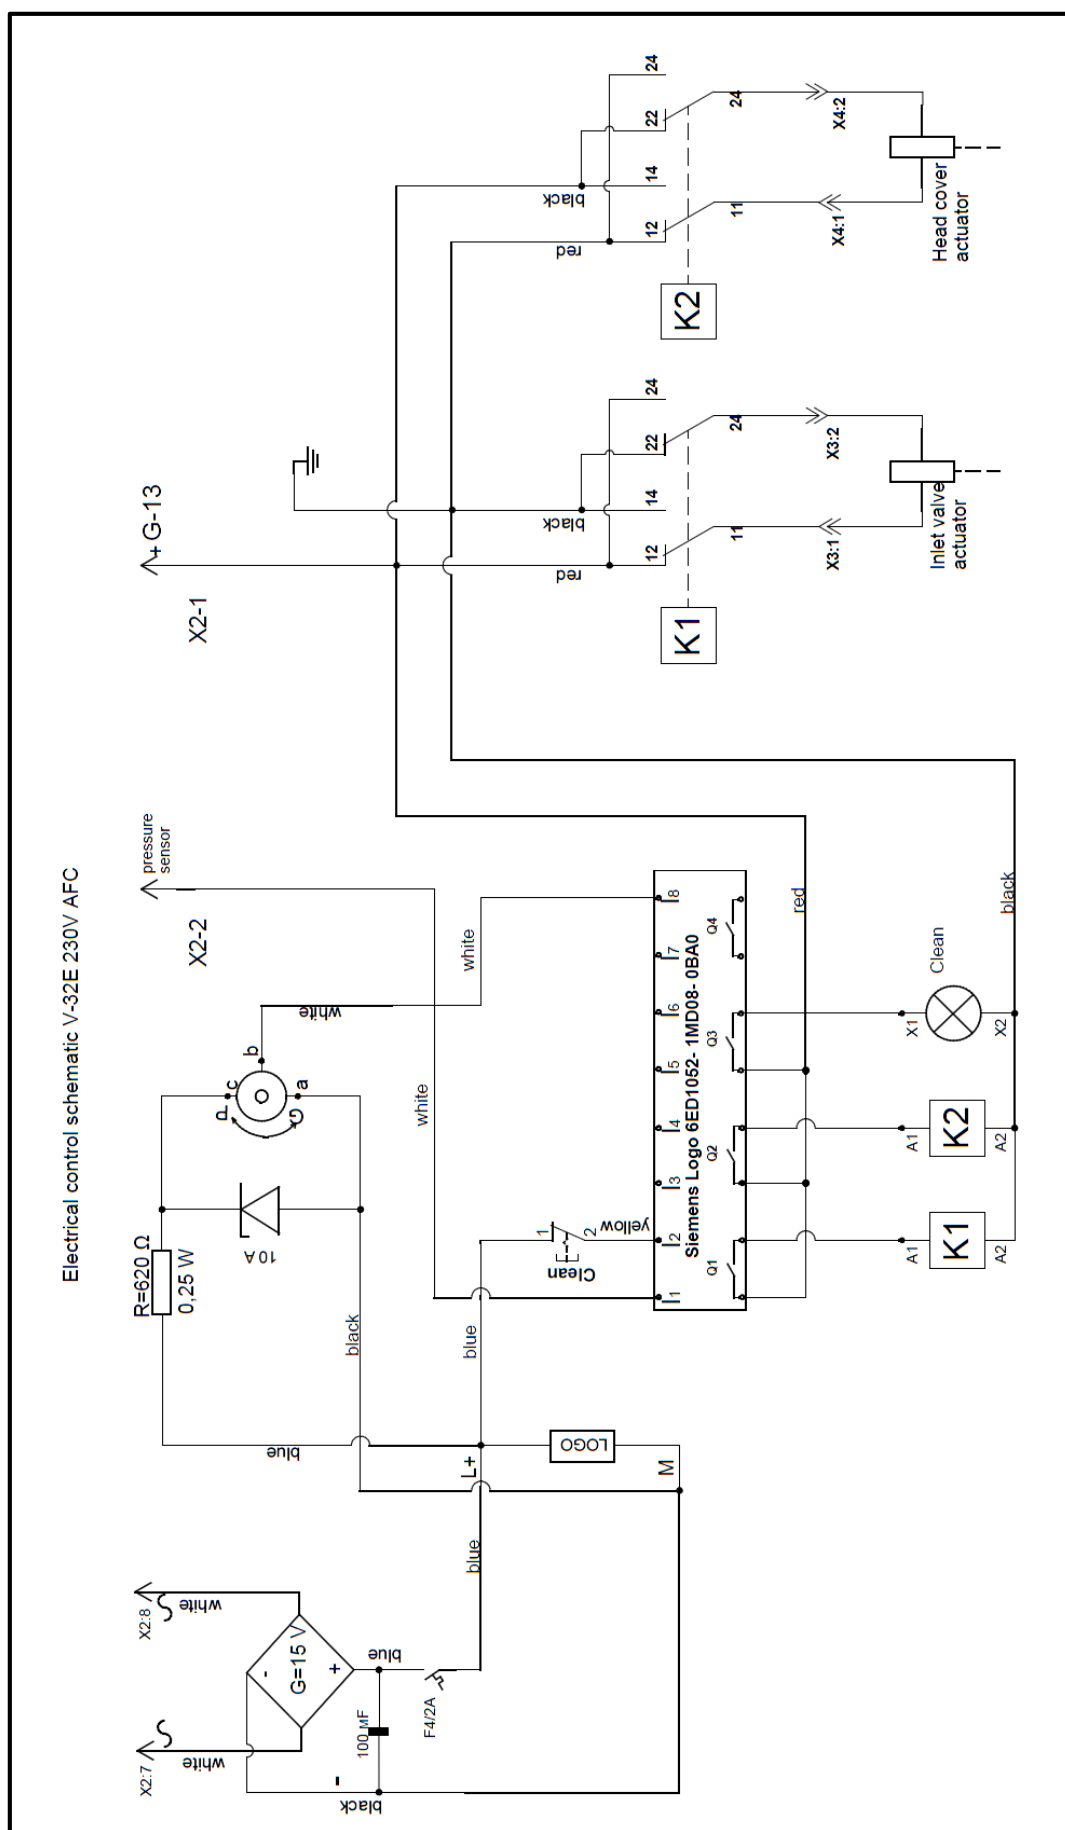 Electrical control schematic V-32E 230V AFC
X2:7
white
X2:8
white
G=15 V
-
+
-
black
100 мF
blue
F4/2A
blue
L+
M
LOGO
blue
black
R=620 Ω
0,25 W
10 A
P
G
c
b
a
white
white
white
X2-2
pressure
sensor
X2-1
+ G-13
blue
Clean
1
2
yellow
I1
I2
I3
I4
I5
I6
I7
I8
Siemens Logo 6ED1052- 1MD08- 0BA0
Q1
Q2
Q3
Q4
red
black
A1
K1
A2
A1
K2
A2
X1
Clean
X2
red
black
12
14
22
24
11
24
K1
X3:1
X3:2
Inlet valve
actuator
red
black
12
14
22
24
11
24
K2
X4:1
X4:2
Head cover
actuator